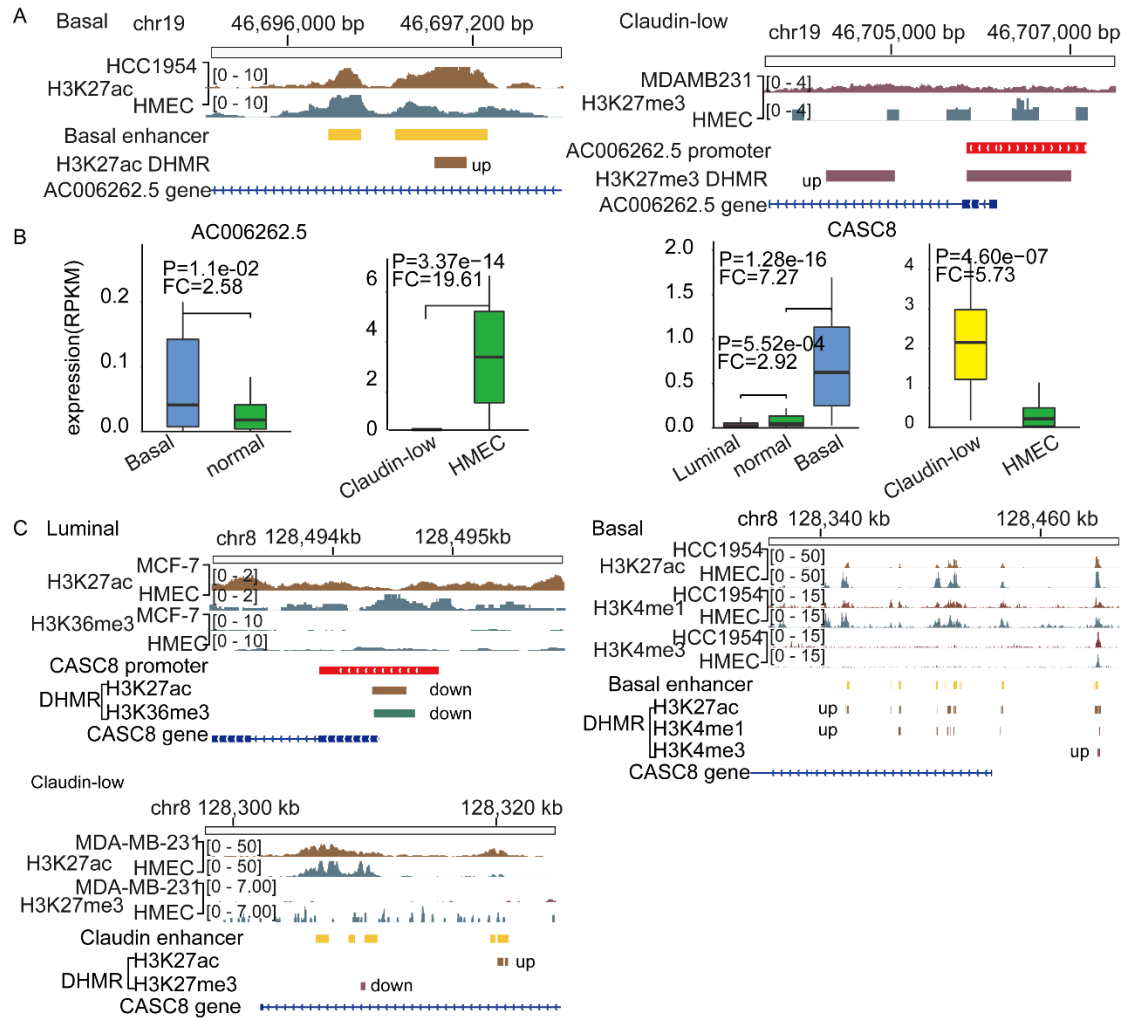 A
Basal
chr19
46,696,000 bp
46,697,200 bp
HCC1954
[0 - 10]
H3K27ac
HMEC
[0 - 10]
Basal enhancer
H3K27ac DHMR
up
AC006262.5 gene
Claudin-low
chr19
46,705,000 bp
46,707,000 bp
MDAMB231
[0 - 4]
H3K27me3
HMEC
[0 - 4]
AC006262.5 promoter
H3K27me3 DHMR
up
AC006262.5 gene
B
AC006262.5
expression(RPKM)
0.2
0.1
0.0
P=1.1e-02
FC=2.58
Basal
normal
6
4
2
0
P=3.37e−14
FC=19.61
Claudin-low
HMEC
CASC8
2.0
1.5
1.0
0.5
0.0
P=1.28e-16
FC=7.27
P=5.52e-04
FC=2.92
Luminal
normal
Basal
4
3
2
1
0
P=4.60e−07
FC=5.73
Claudin-low
HMEC
C
Luminal
chr8
128,494kb
128,495kb
MCF-7
[0 - 2]
H3K27ac
HMEC
[0 - 2]
MCF-7
[0 - 10
H3K36me3
HMEC
[0 - 10]
CASC8 promoter
DHMR
H3K27ac
down
H3K36me3
down
CASC8 gene
Basal
chr8
128,340 kb
128,460 kb
HCC1954
[0 - 50]
H3K27ac
HMEC
[0 - 50]
HCC1954
[0 - 15]
H3K4me1
HMEC
[0 - 15]
HCC1954
[0 - 15]
H3K4me3
HMEC
[0 - 15]
Basal enhancer
DHMR
H3K27ac
up
H3K4me1
up
H3K4me3
up
CASC8 gene
Claudin-low
chr8
128,300 kb
128,320 kb
MDA-MB-231
[0 - 50]
H3K27ac
HMEC
[0 - 50]
MDA-MB-231
[0 - 7.00]
H3K27me3
HMEC
[0 - 7.00]
Claudin enhancer
DHMR
H3K27ac
up
H3K27me3
down
CASC8 gene